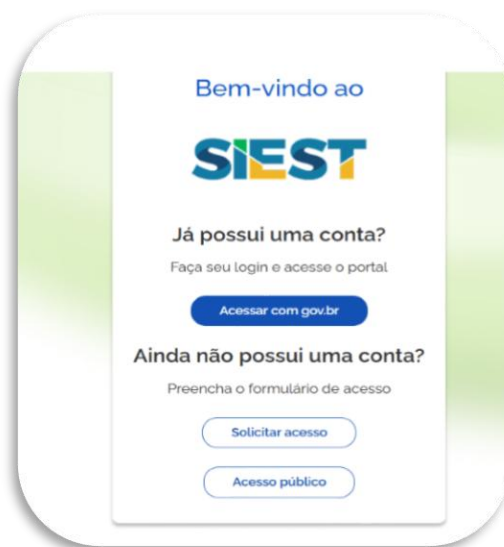 Bem-vindo ao
SIEST
Já possui uma conta?
Faça seu login e acesse o portal
Acessar com gov.br
Ainda não possui uma conta?
Preencha o formulário de acesso
Solicitar acesso
Acesso público